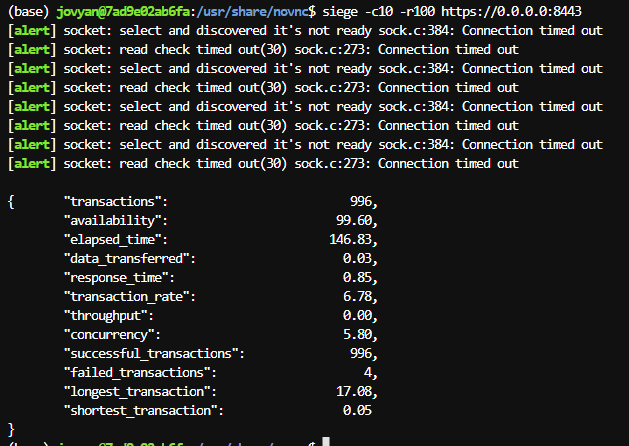 (base) jovyan@7ad9e02ab6fa:/usr/share/novnc$ siege -c10 -r100 https://0.0.0.0:8443
[alert] socket: select and discovered it's not ready sock.c:384: Connection timed out
[alert] socket: read check timed out(30) sock.c:273: Connection timed out
[alert] socket: select and discovered it's not ready sock.c:384: Connection timed out
[alert] socket: read check timed out(30) sock.c:273: Connection timed out
[alert] socket: select and discovered it's not ready sock.c:384: Connection timed out
[alert] socket: read check timed out(30) sock.c:273: Connection timed out
[alert] socket: select and discovered it's not ready sock.c:384: Connection timed out
[alert] socket: read check timed out(30) sock.c:273: Connection timed out
{ "transactions": 996,
"availability": 99.60,
"elapsed_time": 146.83,
"data_transferred": 0.03,
"response_time": 0.85,
"transaction_rate": 6.78,
"throughput": 0.00,
"concurrency": 5.80,
"successful_transactions": 996,
"failed_transactions": 4,
"longest_transaction": 17.08,
"shortest_transaction": 0.05
}